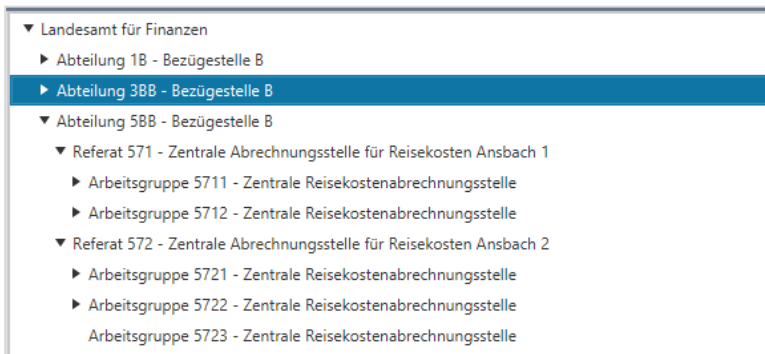 Landesamt für Finanzen
Abteilung 1B - Bezügestelle B
Abteilung 3BB - Bezügestelle B
Abteilung 5BB - Bezügestelle B
Referat 571 - Zentrale Abrechnungsstelle für Reisekosten Ansbach 1
Arbeitsgruppe 5711 - Zentrale Reisekostenabrechnungsstelle
Arbeitsgruppe 5712 - Zentrale Reisekostenabrechnungsstelle
Referat 572 - Zentrale Abrechnungsstelle für Reisekosten Ansbach 2
Arbeitsgruppe 5721 - Zentrale Reisekostenabrechnungsstelle
Arbeitsgruppe 5722 - Zentrale Reisekostenabrechnungsstelle
Arbeitsgruppe 5723 - Zentrale Reisekostenabrechnungsstelle